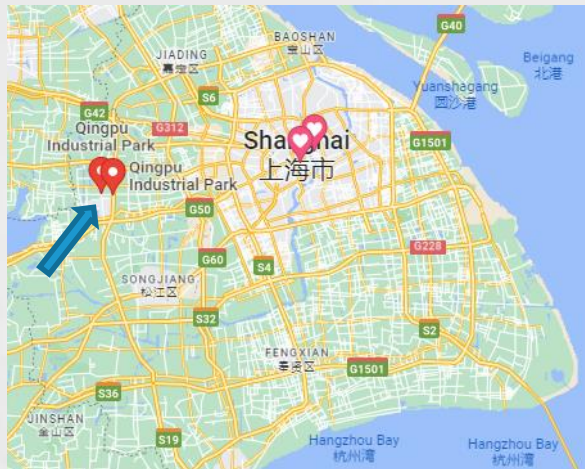 G40
BAOSHAN
宝山区
Beigang
北港
JIADING
嘉定区
Yuanshagang
圆沙港
S6
G42
G312
Qingpu
Industrial Park
Shanghai
上海市
G1501
Qingpu
Industrial Park
G50
G228
G60
S4
SONGJIANG
松江区
S32
S2
FENGXIAN
奉贤区
G1501
S36
JINSHAN
金山区
S19
Hangzhou Bay
杭州湾
Hangzhou Bay
杭州湾